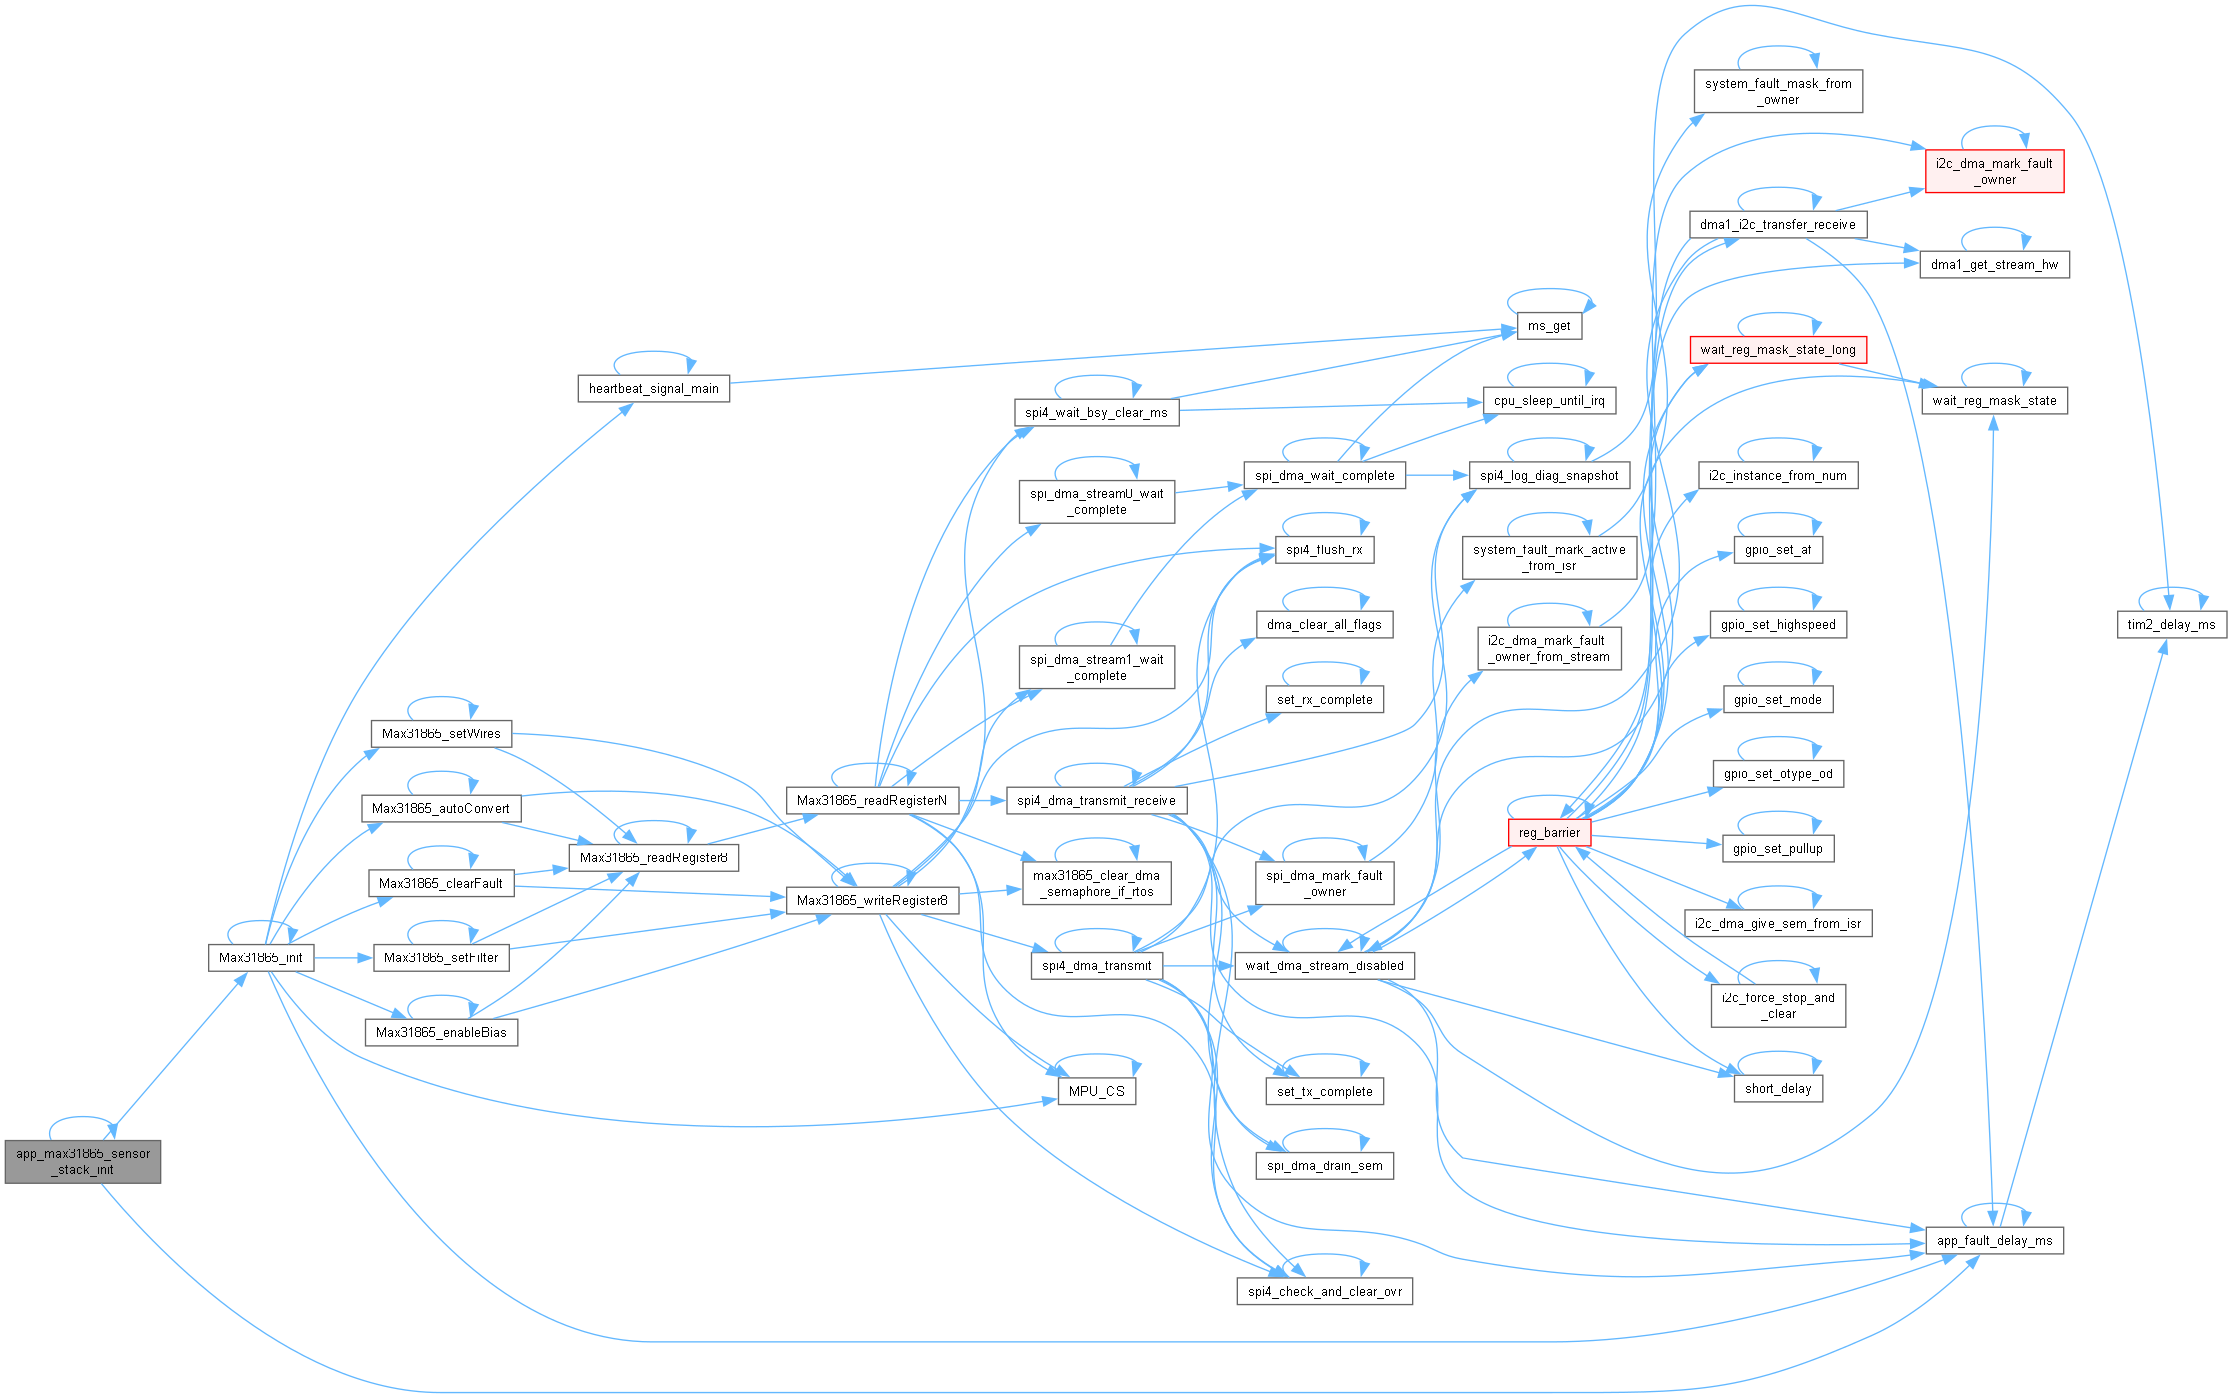 system_fault_mask_from
_owner
i2c_dma_mark_fault
_owner
dma1_i2c_transfer_receive
dma1_get_stream_hw
ms_get
wait_reg_mask_state_long
heartbeat_signal_main
cpu_sleep_until_irq
wait_reg_mask_state
spi4_wait_bsy_clear_ms
spi_dma_wait_complete
spi4_log_diag_snapshot
i2c_instance_from_num
spi_dma_stream0_wait
_complete
spi4_flush_rx
system_fault_mark_active
_from_isr
gpio_set_af
dma_clear_all_flags
i2c_dma_mark_fault
_owner_from_stream
gpio_set_highspeed
tim2_delay_ms
spi_dma_stream1_wait
_complete
set_rx_complete
gpio_set_mode
Max31865_setWires
gpio_set_otype_od
Max31865_autoConvert
Max31865_readRegisterN
spi4_dma_transmit_receive
reg_barrier
gpio_set_pullup
Max31865_readRegister8
Max31865_clearFault
max31865_clear_dma
_semaphore_if_rtos
spi_dma_mark_fault
_owner
Max31865_writeRegister8
i2c_dma_give_sem_from_isr
Max31865_init
Max31865_setFilter
spi4_dma_transmit
wait_dma_stream_disabled
i2c_force_stop_and
_clear
Max31865_enableBias
MPU_CS
set_tx_complete
short_delay
app_max31865_sensor
_stack_init
spi_dma_drain_sem
app_fault_delay_ms
spi4_check_and_clear_ovr